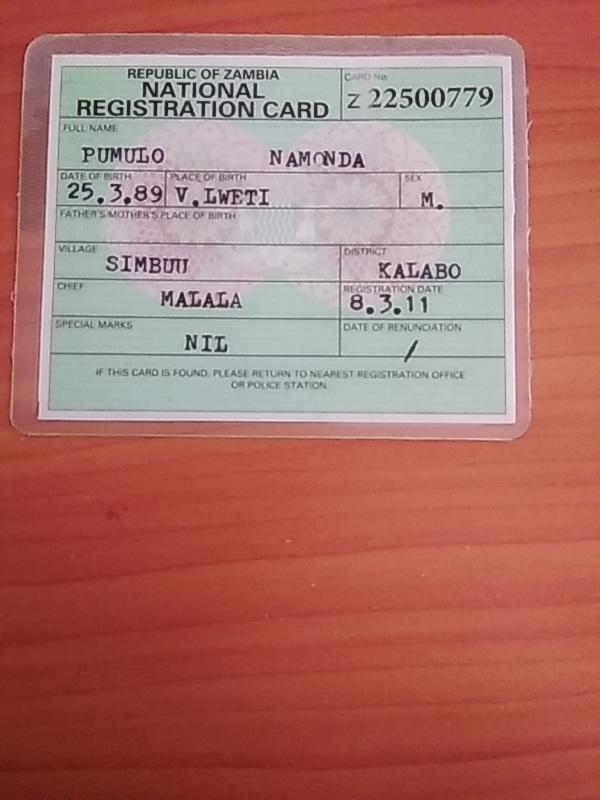 REPUBLIC OF ZAMBIA
NATIONAL
REGISTRATION CARD
CARD No.
Z 22500779
FULL NAME
PUMULO NAMONDA
DATE OF BIRTH PLACE OF BIRTH SEX
25.3.89 V.LWETI M.
FATHER'S/MOTHER'S PLACE OF BIRTH
VILLAGE DISTRICT
SIMBUU KALABO
CHIEF REGISTRATION DATE
MALALA 8.3.11
SPECIAL MARKS DATE OF RENUNCIATION
NIL /
IF THIS CARD IS FOUND, PLEASE RETURN TO NEAREST REGISTRATION OFFICE
OR POLICE STATION.